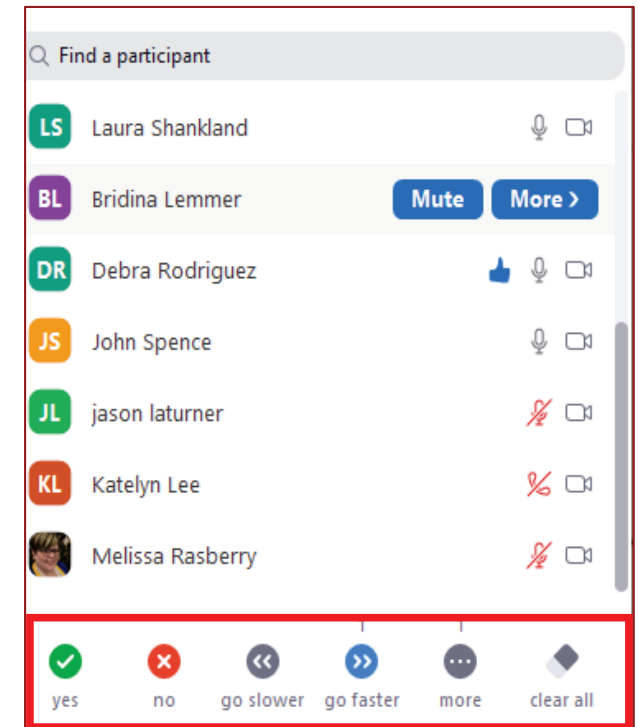 Find a participant
LS Laura Shankland
BL Bridina Lemmer Mute More >
DR Debra Rodriguez
JS John Spence
JL jason laturner
KL Katelyn Lee
Melissa Rasberry
yes no go slower go faster more clear all